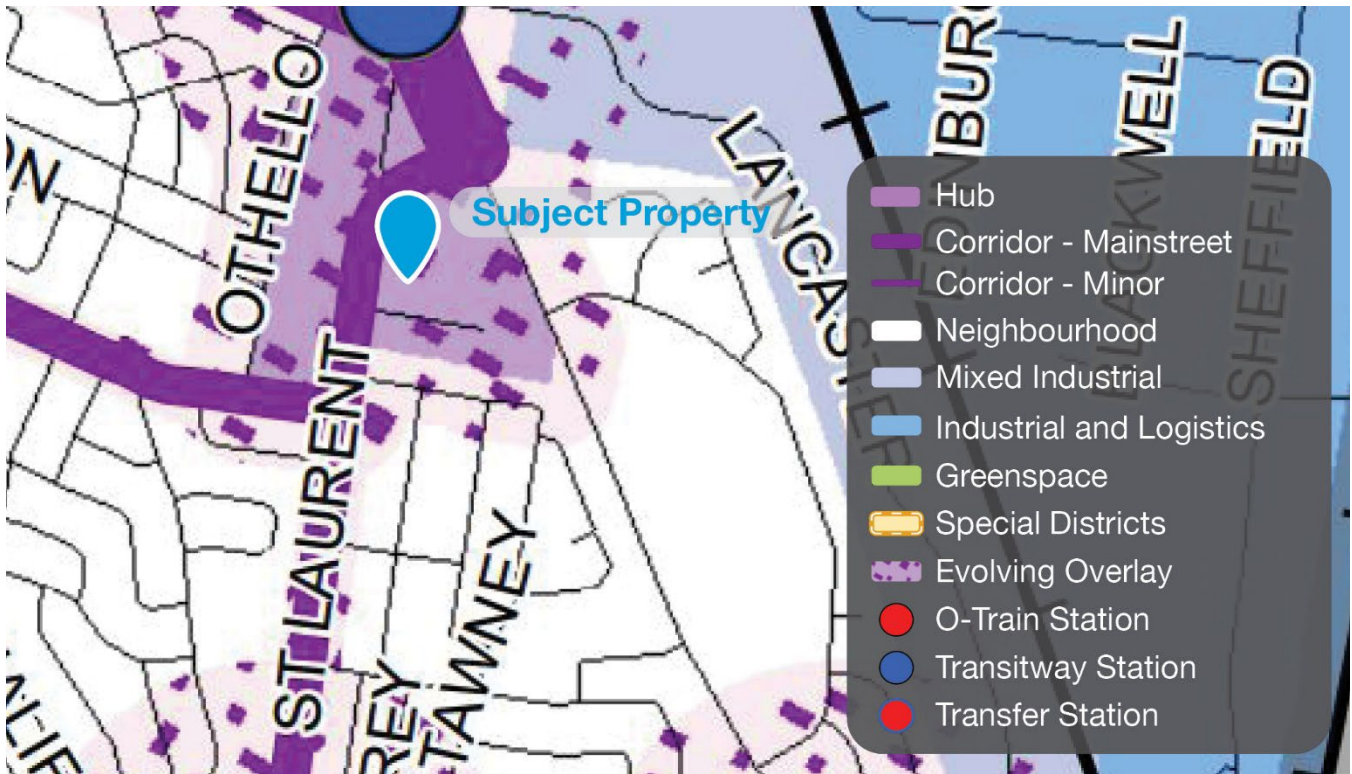 OTHELLO
LANCASTER
BLACKWELL
SHEFFIELD
Subject Property
ST LAURENT
TAWNEY
Hub
Corridor - Mainstreet
Corridor - Minor
Neighbourhood
Mixed Industrial
Industrial and Logistics
Greenspace
Special Districts
Evolving Overlay
O-Train Station
Transitway Station
Transfer Station